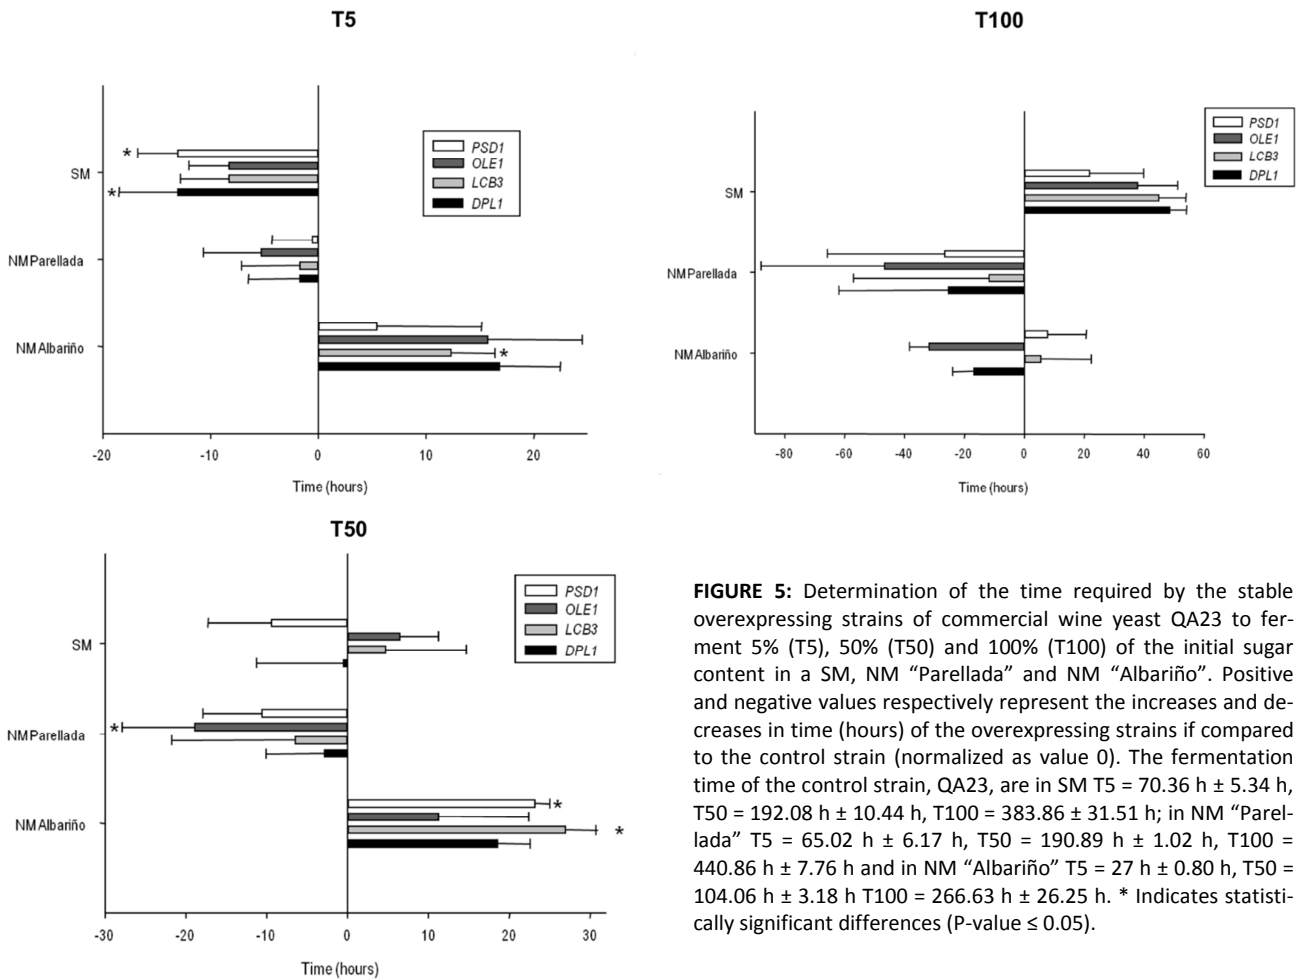 T5
PSD1
OLE1
LCB3
DPL1
*
SM
*
NM Parellada
NM Albariño
*
-20 -10 0 10 20
Time (hours)
T100
PSD1
OLE1
LCB3
DPL1
SM
NM Parellada
NM Albariño
-80 -60 -40 -20 0 20 40 60
Time (hours)
T50
PSD1
OLE1
LCB3
DPL1
SM
*
NM Parellada
*
NM Albariño
*
-30 -20 -10 0 10 20 30
Time (hours)
FIGURE 5: Determination of the time required by the stable
overexpressing strains of commercial wine yeast QA23 to fer-
ment 5% (T5), 50% (T50) and 100% (T100) of the initial sugar
content in a SM, NM “Parellada” and NM “Albariño”. Positive
and negative values respectively represent the increases and de-
creases in time (hours) of the overexpressing strains if compared
to the control strain (normalized as value 0). The fermentation
time of the control strain, QA23, are in SM T5 = 70.36 h ± 5.34 h,
T50 = 192.08 h ± 10.44 h, T100 = 383.86 ± 31.51 h; in NM “Parel-
lada” T5 = 65.02 h ± 6.17 h, T50 = 190.89 h ± 1.02 h, T100 =
440.86 h ± 7.76 h and in NM “Albariño” T5 = 27 h ± 0.80 h, T50 =
104.06 h ± 3.18 h T100 = 266.63 h ± 26.25 h. * Indicates statisti-
cally significant differences (P-value ≤ 0.05).